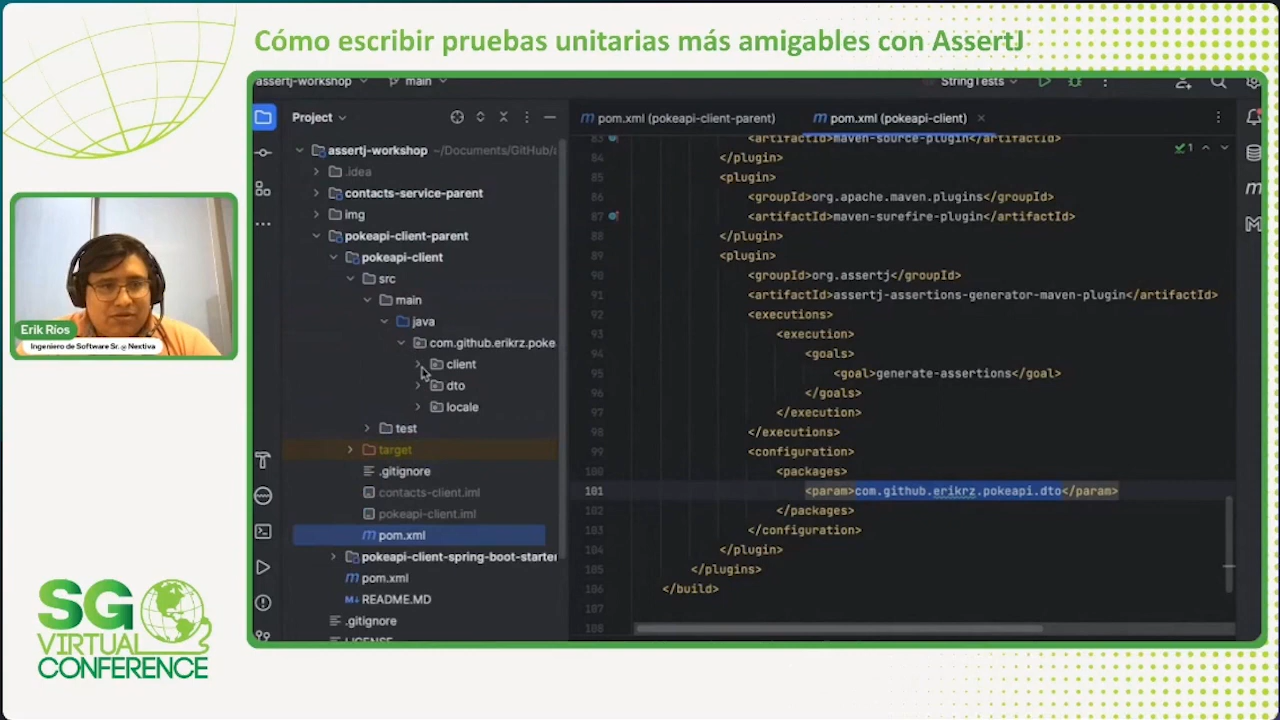 Cómo escribir pruebas unitarias más amigables con AssertJ
assertj-workshop
main
StringTests
Project
assertj-workshop ~/Documents/GitHub/
.idea
contacts-service-parent
img
pokeapi-client-parent
pokeapi-client
src
main
java
com.github.erikrz.poke
client
dto
locale
test
target
.gitignore
contacts-client.iml
pokeapi-client.iml
pom.xml
pokeapi-client-spring-boot-starter
pom.xml
README.MD
.gitignore
LICENSE
pom.xml (pokeapi-client-parent)
pom.xml (pokeapi-client)
1
83 <artifactId>maven-source-plugin</artifactId>
84 </plugin>
85 <plugin>
86 <groupId>org.apache.maven.plugins</groupId>
87 <artifactId>maven-surefire-plugin</artifactId>
88 </plugin>
89 <plugin>
90 <groupId>org.assertj</groupId>
91 <artifactId>assertj-assertions-generator-maven-plugin</artifactId>
92 <executions>
93 <execution>
94 <goals>
95 <goal>generate-assertions</goal>
96 </goals>
97 </execution>
98 </executions>
99 <configuration>
100 <packages>
101 <param>com.github.erikrz.pokeapi.dto</param>
102 </packages>
103 </configuration>
104 </plugin>
105 </plugins>
106 </build>
107
108
Erik Ríos
Ingeniero de Software Sr. @ Nextiva
SG
VIRTUAL
CONFERENCE